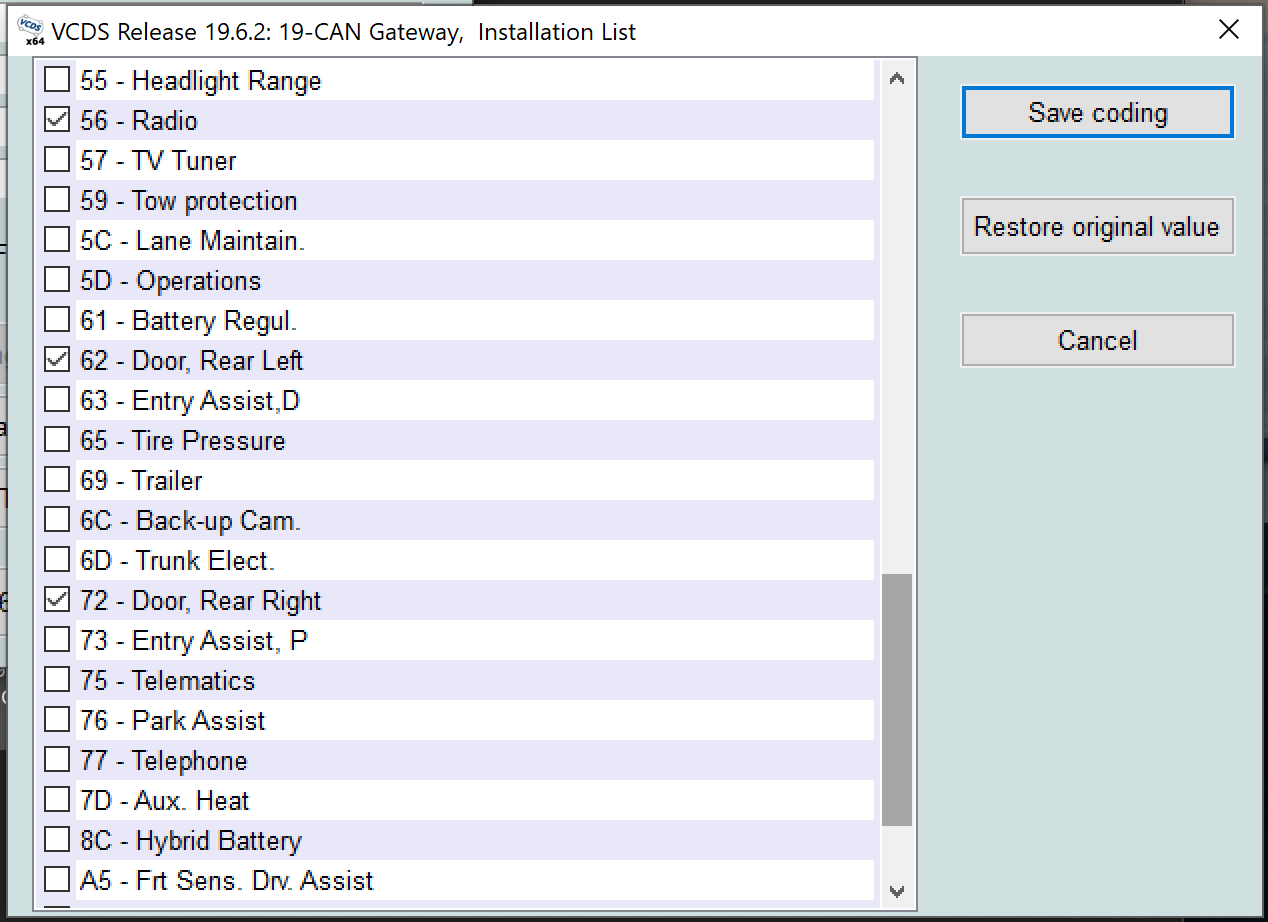 VCDS
x64
VCDS Release 19.6.2: 19-CAN Gateway, Installation List
55 - Headlight Range
56 - Radio
57 - TV Tuner
59 - Tow protection
5C - Lane Maintain.
5D - Operations
61 - Battery Regul.
62 - Door, Rear Left
63 - Entry Assist,D
65 - Tire Pressure
69 - Trailer
6C - Back-up Cam.
6D - Trunk Elect.
72 - Door, Rear Right
73 - Entry Assist, P
75 - Telematics
76 - Park Assist
77 - Telephone
7D - Aux. Heat
8C - Hybrid Battery
A5 - Frt Sens. Drv. Assist
Save coding
Restore original value
Cancel